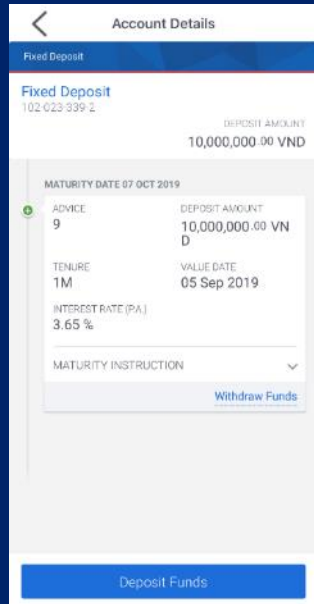 Account Details
Fixed Deposit
Fixed Deposit
102-023-339-2
DEPOSIT AMOUNT
10,000,000.00 VND
MATURITY DATE 07 OCT 2019
ADVICE
9
DEPOSIT AMOUNT
10,000,000.00 VN
D
TENURE
1M
VALUE DATE
05 Sep 2019
INTEREST RATE (P.A.)
3.65 %
MATURITY INSTRUCTION
Withdraw Funds
Deposit Funds